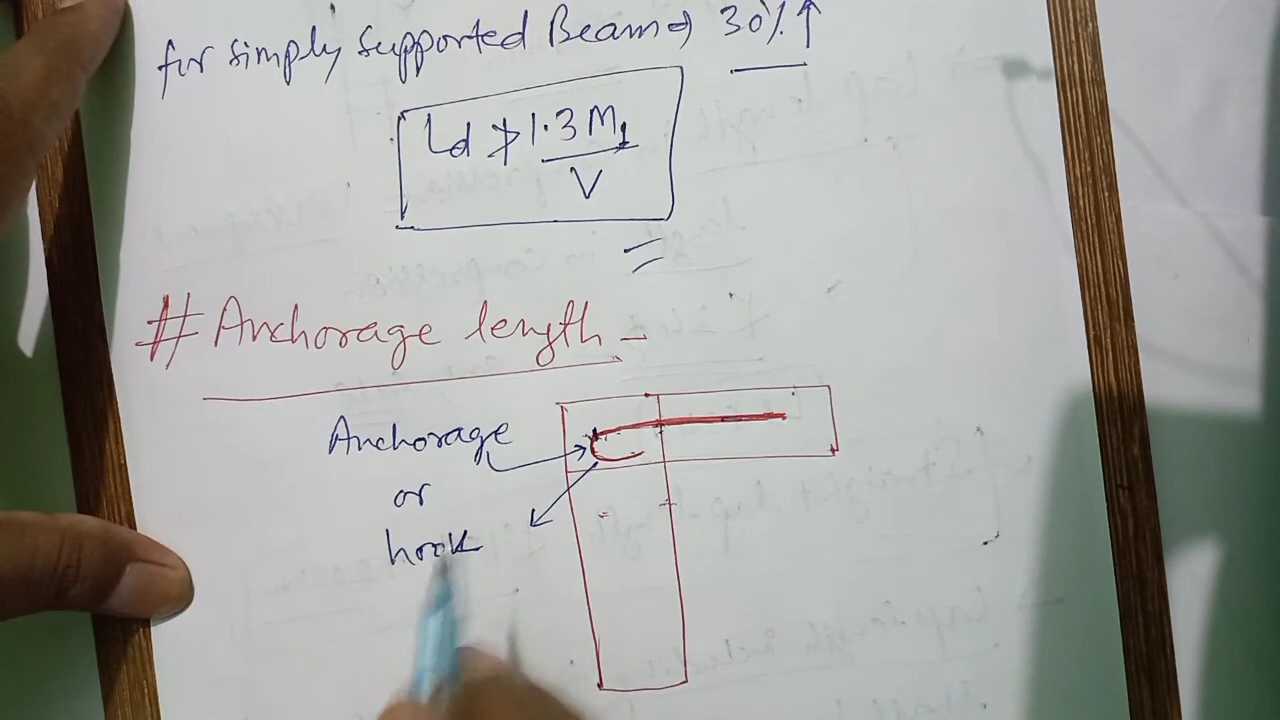 for simply supported Beam → 30% ↑
Ld ≯ 1.3 M1
V
# Anchorage length -
Anchorage
or
hook